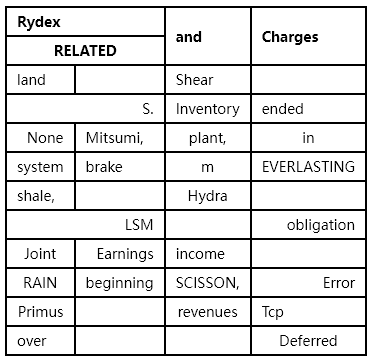 Rydex and Charges
RELATED
land Shear
S. Inventory ended
None Mitsumi, plant, in
system brake m EVERLASTING
shale, Hydra
LSM obligation
Joint Earnings income
RAIN beginning SCISSON, Error
Primus revenues Tcp
over Deferred